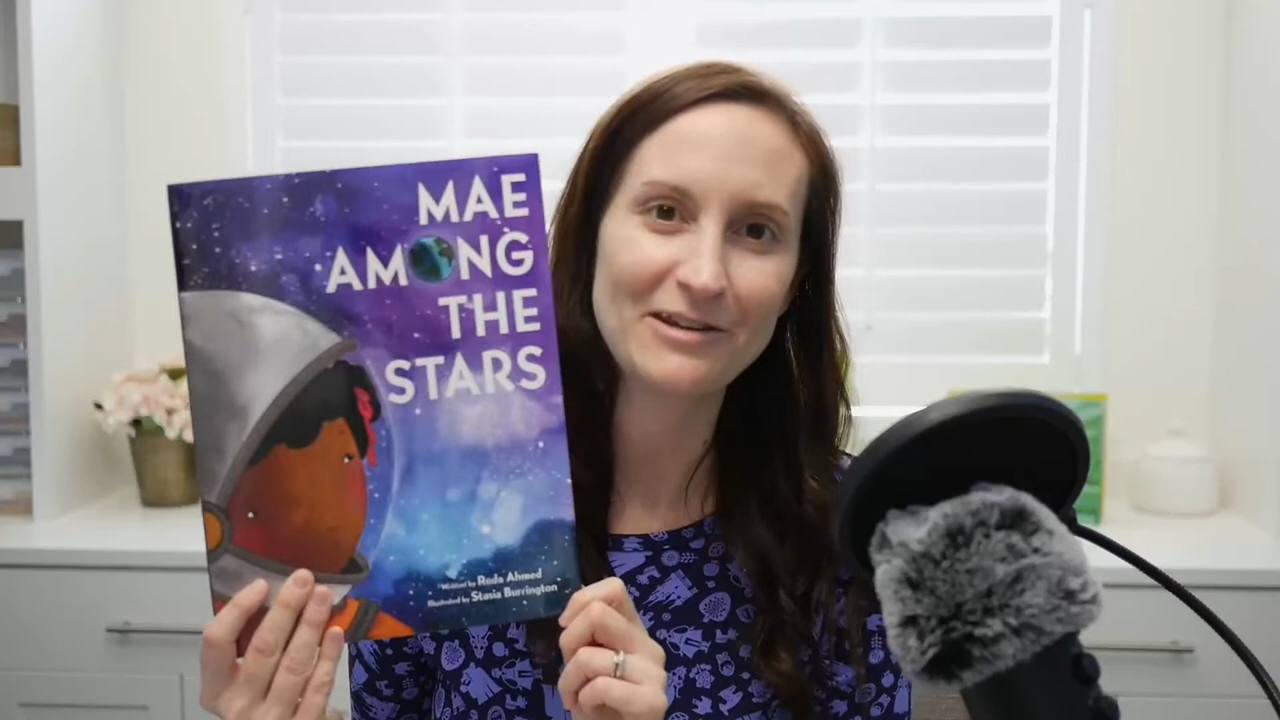 MAE
AMONG
THE
STARS
Written by Roda Ahmed
Illustrated by Stasia Burrington